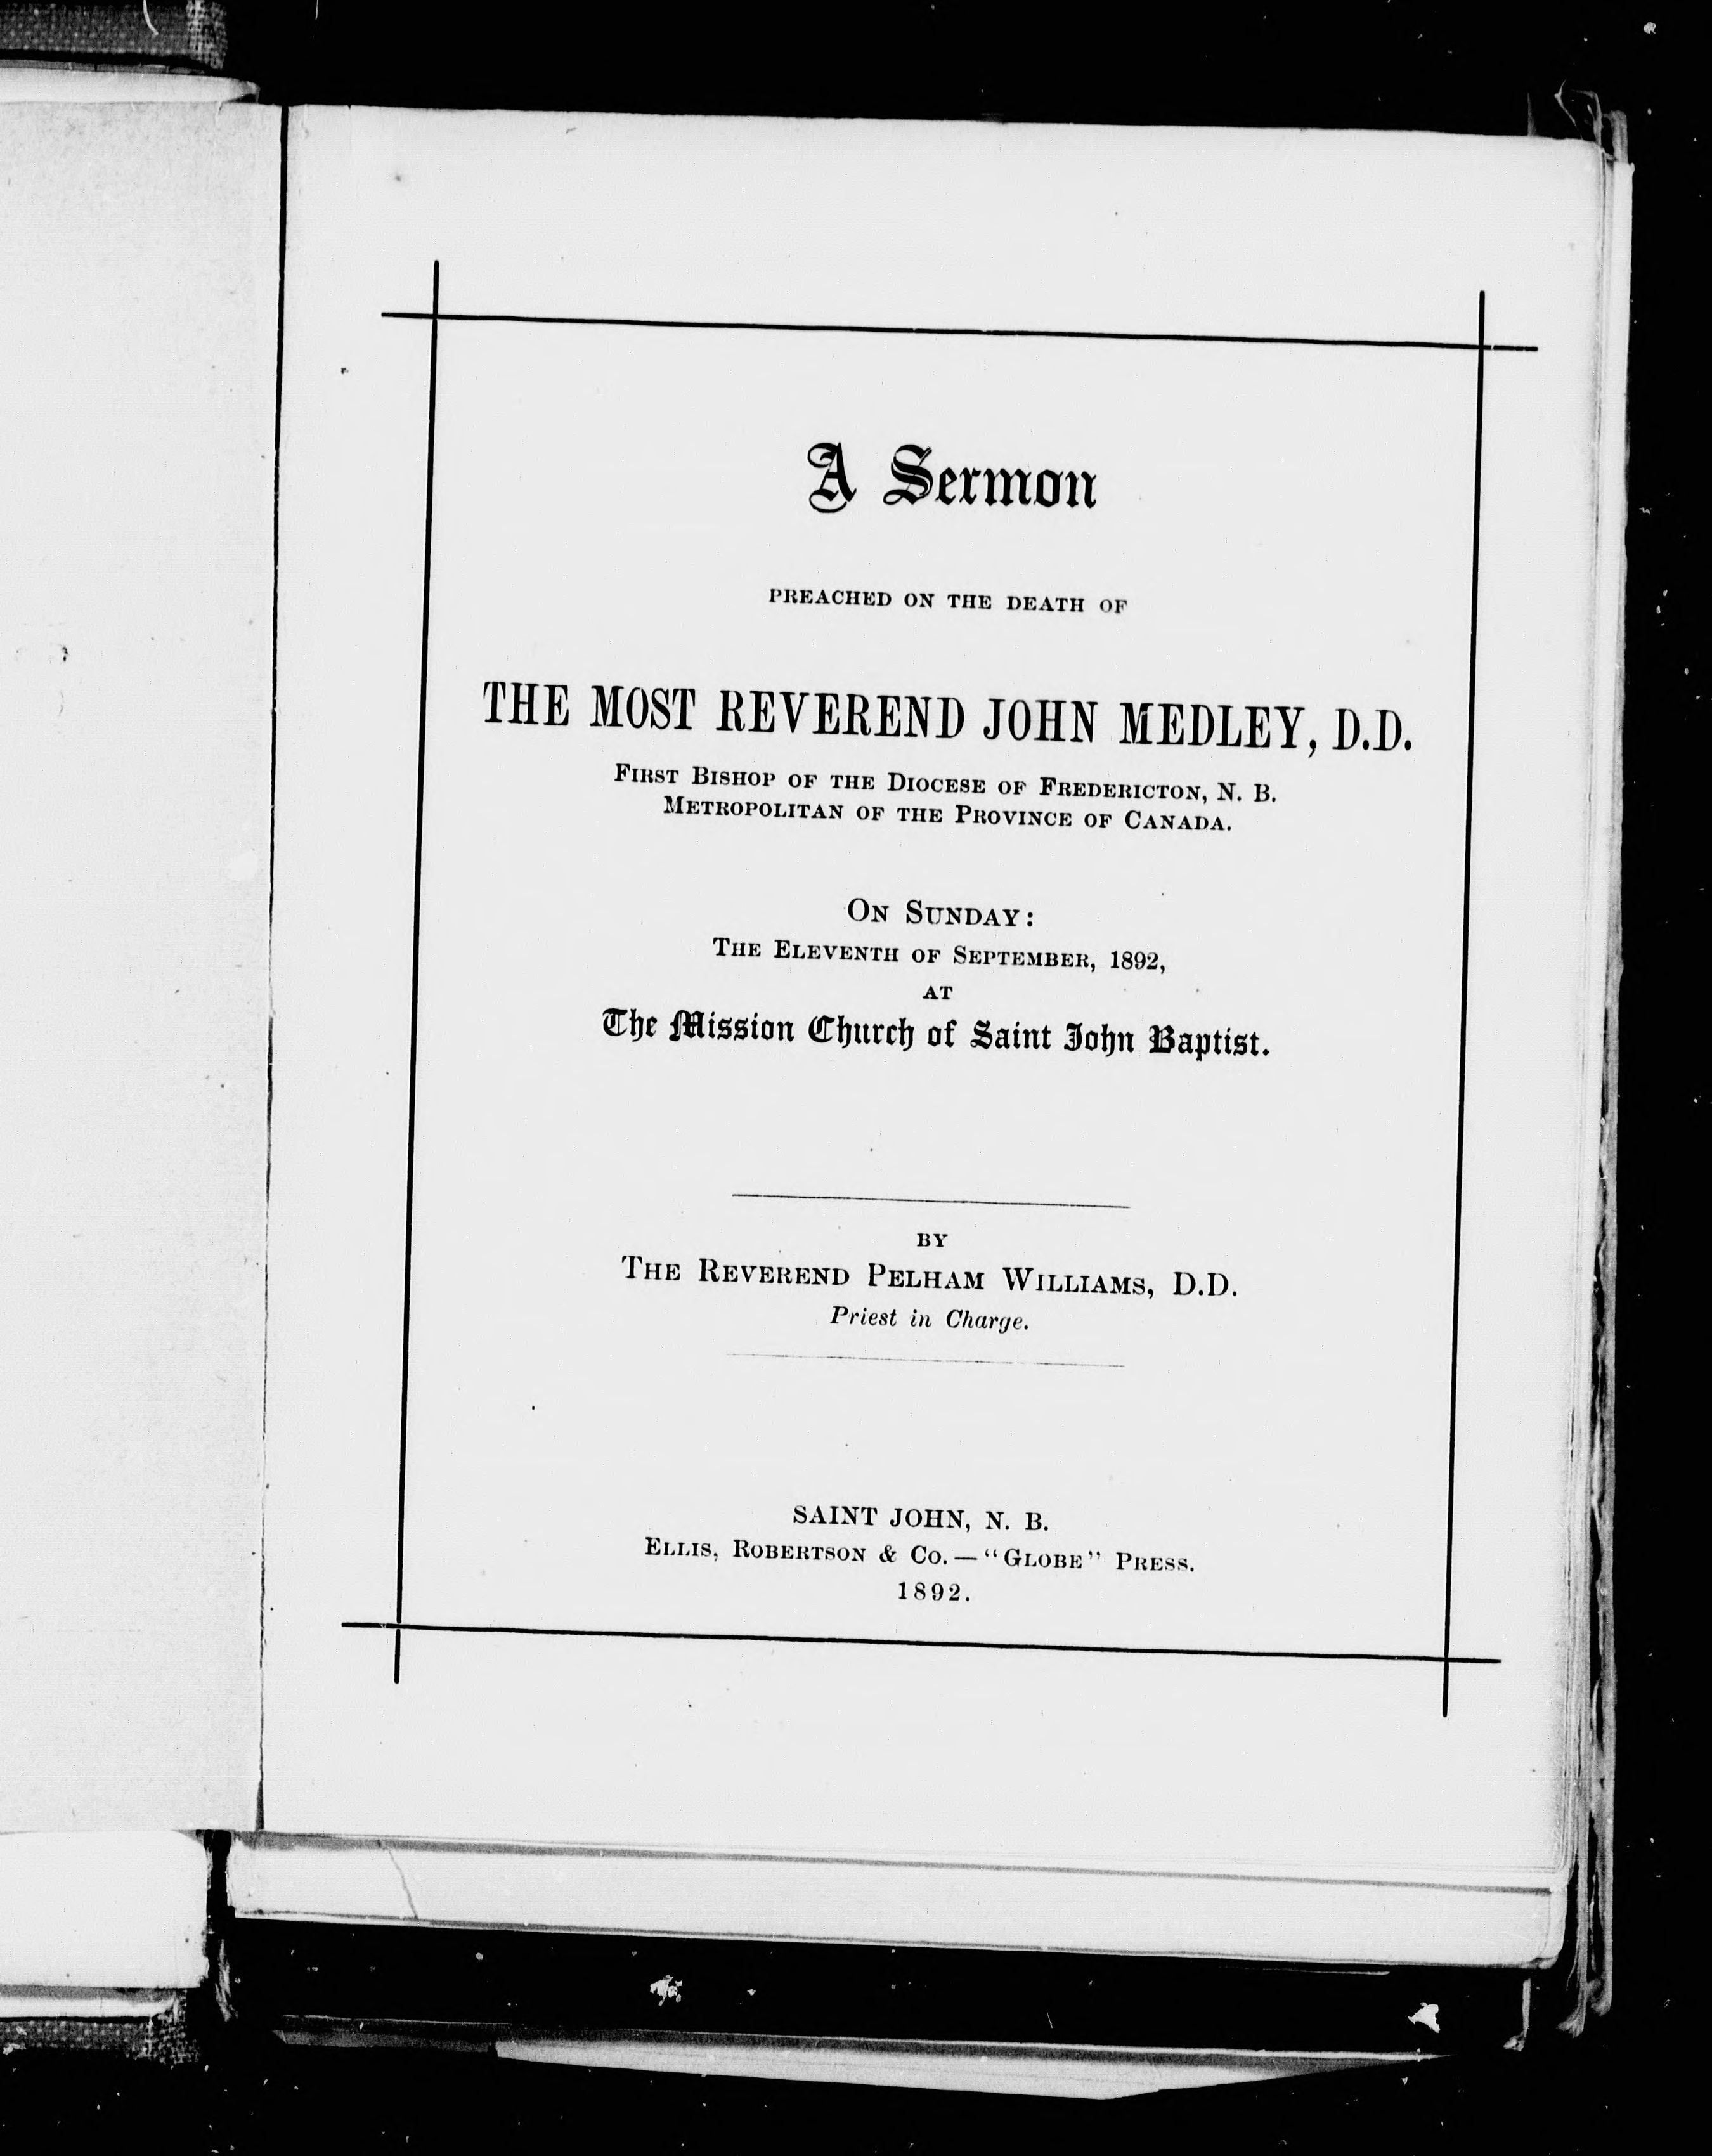 A Sermon
PREACHED ON THE DEATH OF
THE MOST REVEREND JOHN MEDLEY, D.D.
FIRST BISHOP OF THE DIOCESE OF FREDERICTON, N. B.
METROPOLITAN OF THE PROVINCE OF CANADA.
ON SUNDAY:
THE ELEVENTH OF SEPTEMBER, 1892,
AT
The Mission Church of Saint John Baptist.
BY
THE REVEREND PELHAM WILLIAMS, D.D.
Priest in Charge.
SAINT JOHN, N. B.
ELLIS, ROBERTSON & CO. — "GLOBE" PRESS.
1892.